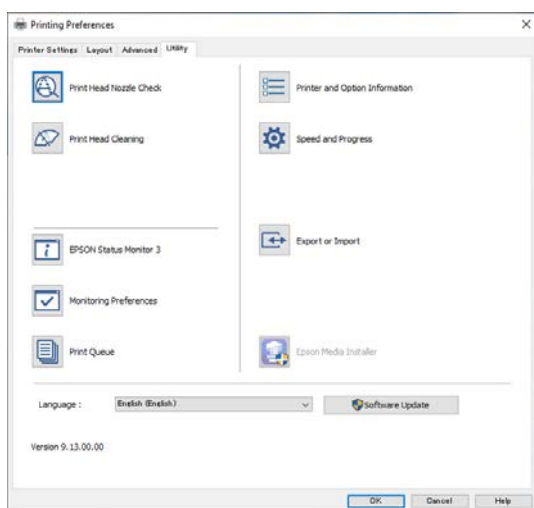 Printing Preferences
Printer Settings Layout Advanced Utility
Print Head Nozzle Check
Print Head Cleaning
EPSON Status Monitor 3
Monitoring Preferences
Print Queue
Printer and Option Information
Speed and Progress
Export or Import
Epson Media Installer
Language :
English (English)
Software Update
Version 9.13.00.00
OK Cancel Help